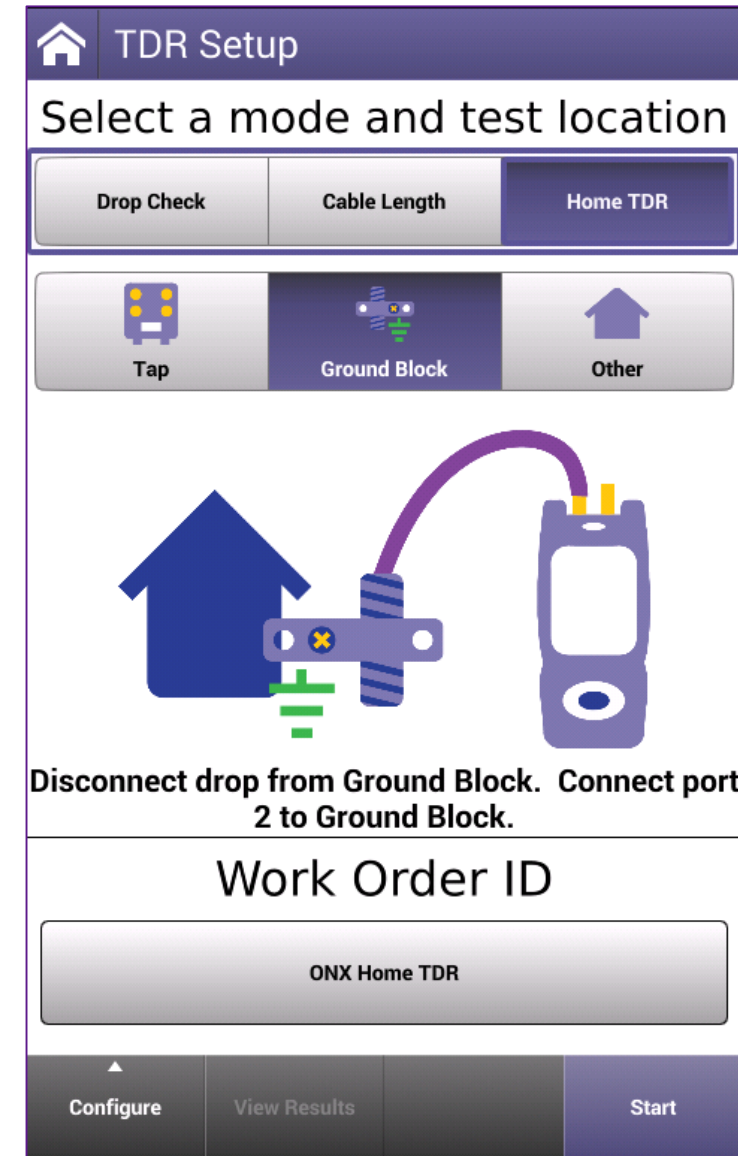 TDR Setup
Select a mode and test location
Drop Check
Cable Length
Home TDR
Tap
Ground Block
Other
Disconnect drop from Ground Block.  Connect port
2 to Ground Block.
Work Order ID
ONX Home TDR
Configure
View Results
Start